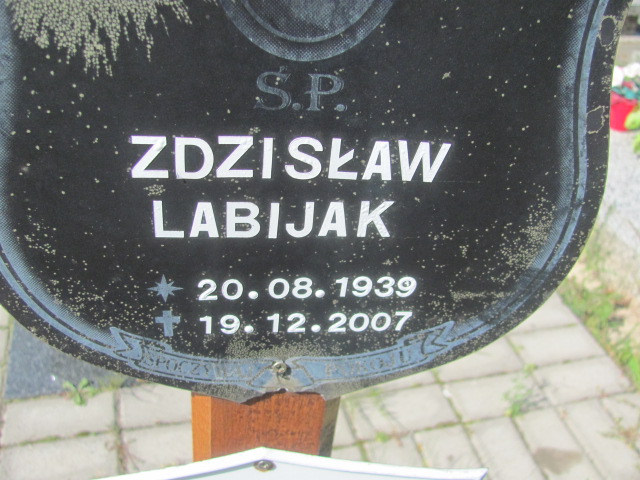 Ś.P.
ZDZISŁAW
LABIJAK
20.08.1939
19.12.2007